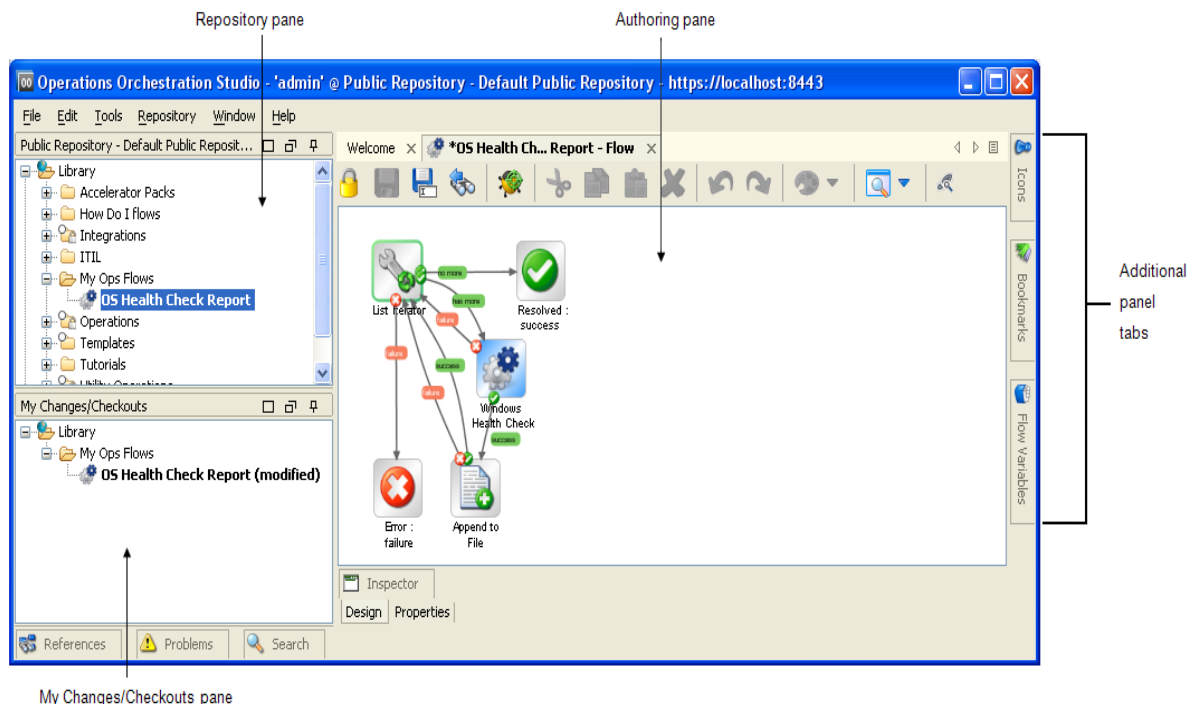 Repository pane
Authoring pane
Operations Orchestration Studio - 'admin' @ Public Repository - Default Public Repository - https://localhost:8443
File Edit Tools Repository Window Help
Public Repository - Default Public Reposit...
Library
Accelerator Packs
How Do I flows
Integrations
ITIL
My Ops Flows
OS Health Check Report
Operations
Templates
Tutorials
Utility Operations
My Changes/Checkouts
Library
My Ops Flows
OS Health Check Report (modified)
References
Problems
Search
Welcome
*OS Health Ch... Report - Flow
List Iterator
no more
Resolved :
success
has more
failure
failure
success
failure
Windows
Health Check
success
Error :
failure
Append to
File
Inspector
Design
Properties
Icons
Bookmarks
Flow Variables
Additional
panel
tabs
My Changes/Checkouts pane